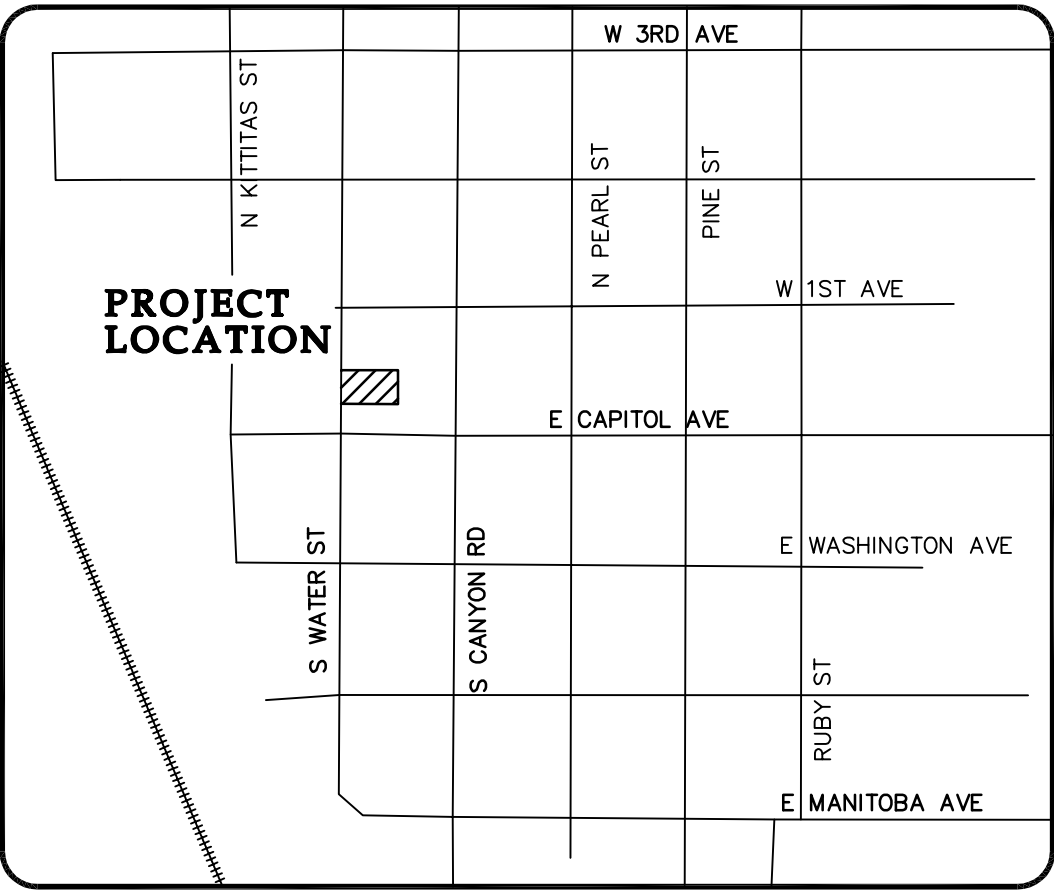 W 3RD AVE
N KITTITAS ST
N PEARL ST
PINE ST
W 1ST AVE
PROJECT
LOCATION
E CAPITOL AVE
S WATER ST
S CANYON RD
E WASHINGTON AVE
RUBY ST
E MANITOBA AVE